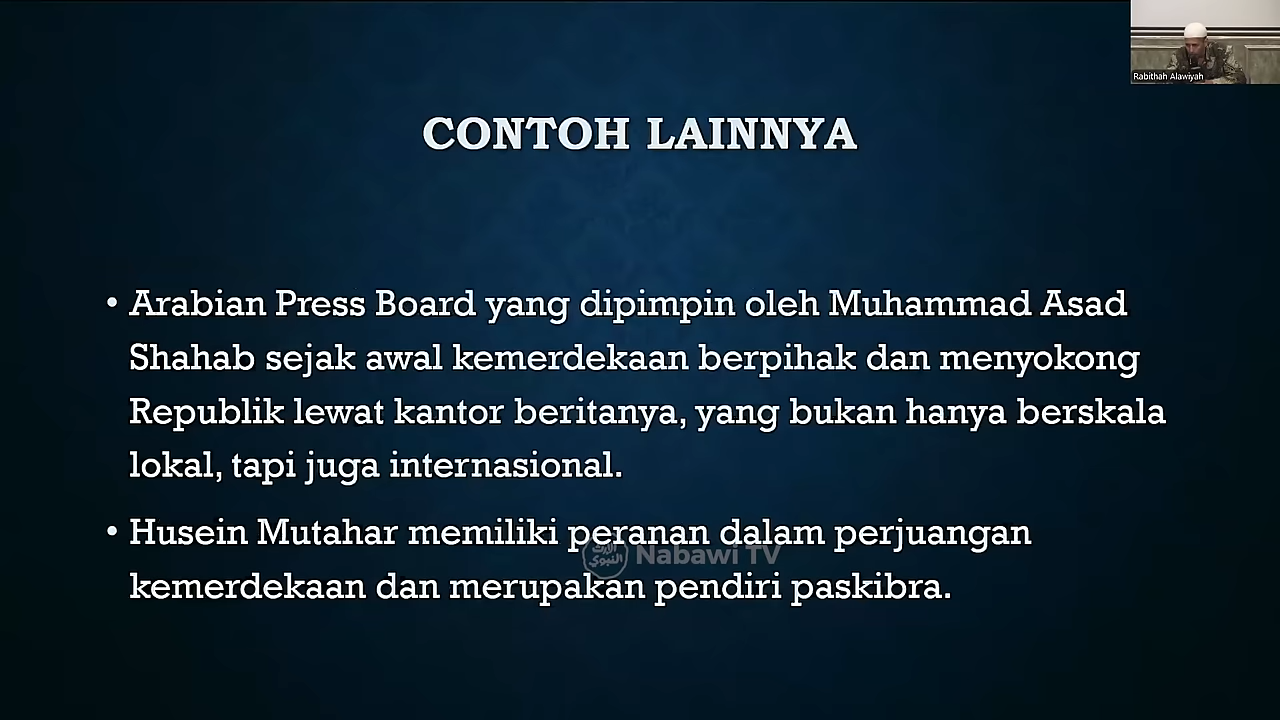 Rabithah Alawiyah
CONTOH LAINNYA
• Arabian Press Board yang dipimpin oleh Muhammad Asad
Shahab sejak awal kemerdekaan berpihak dan menyokong
Republik lewat kantor beritanya, yang bukan hanya berskala
lokal, tapi juga internasional.
• Husein Mutahar memiliki peranan dalam perjuangan
الإرث
النبوي
Nabawi TV
kemerdekaan dan merupakan pendiri paskibra.